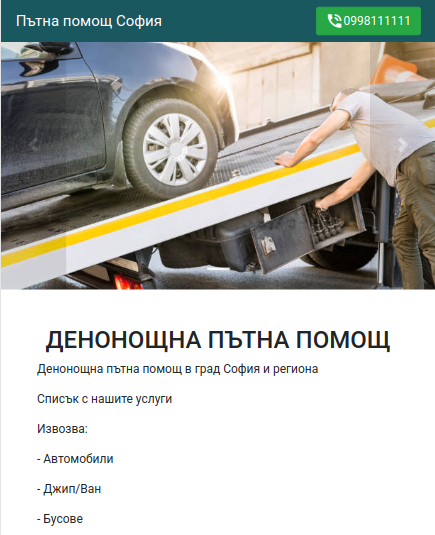 Пътна помощ София
0998111111
ДЕНОНОЩНА ПЪТНА ПОМОЩ
Денонощна пътна помощ в град София и региона
Списък с нашите услуги
Извозва:
- Автомобили
- Джип/Ван
- Бусове